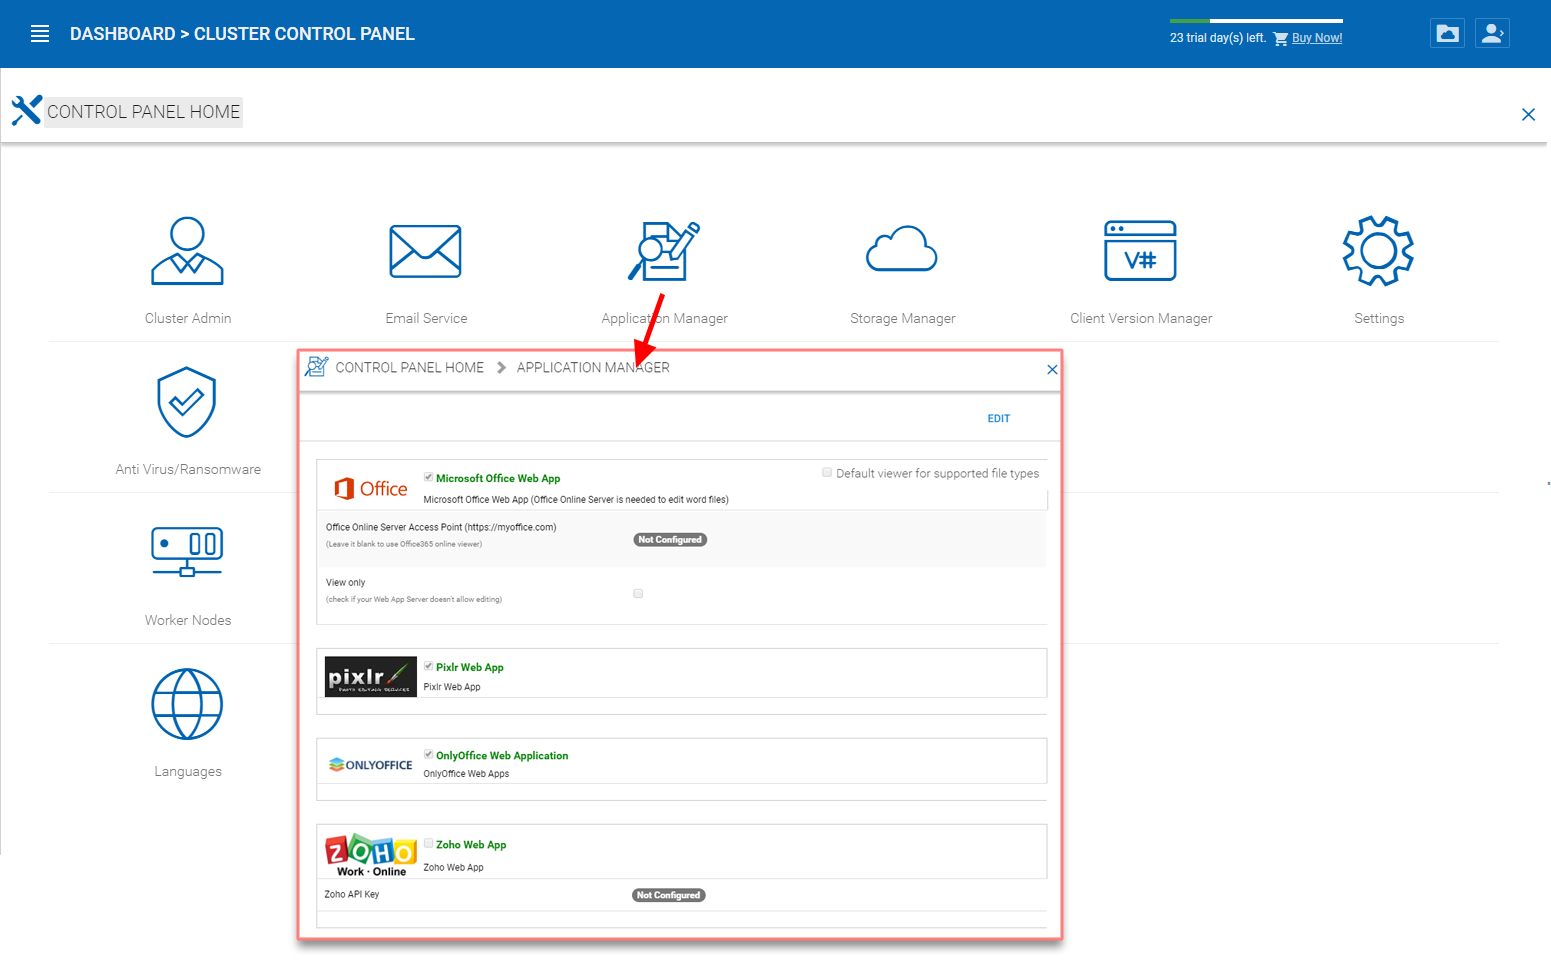 DASHBOARD > CLUSTER CONTROL PANEL
23 trial day(s) left. Buy Now!
CONTROL PANEL HOME
V#
Cluster Admin
Email Service
Application Manager
Storage Manager
Client Version Manager
Settings
Anti Virus/Ransomware
Worker Nodes
Languages
CONTROL PANEL HOME
APPLICATION MANAGER
EDIT
Office
Microsoft Office Web App
Default viewer for supported file types
Microsoft Office Web App (Office Online Server is needed to edit word files)
Office Online Server Access Point (https://myoffice.com)
(Leave it blank to use Office365 online viewer)
Not Configured
View only
(check if your Web App Server doesn't allow editing)
pixlr
PHOTO EDITING SERVICES
Pixlr Web App
Pixlr Web App
ONLYOFFICE
OnlyOffice Web Application
OnlyOffice Web Apps
ZOHO
Work · Online
Zoho Web App
Zoho Web App
Zoho API Key
Not Configured